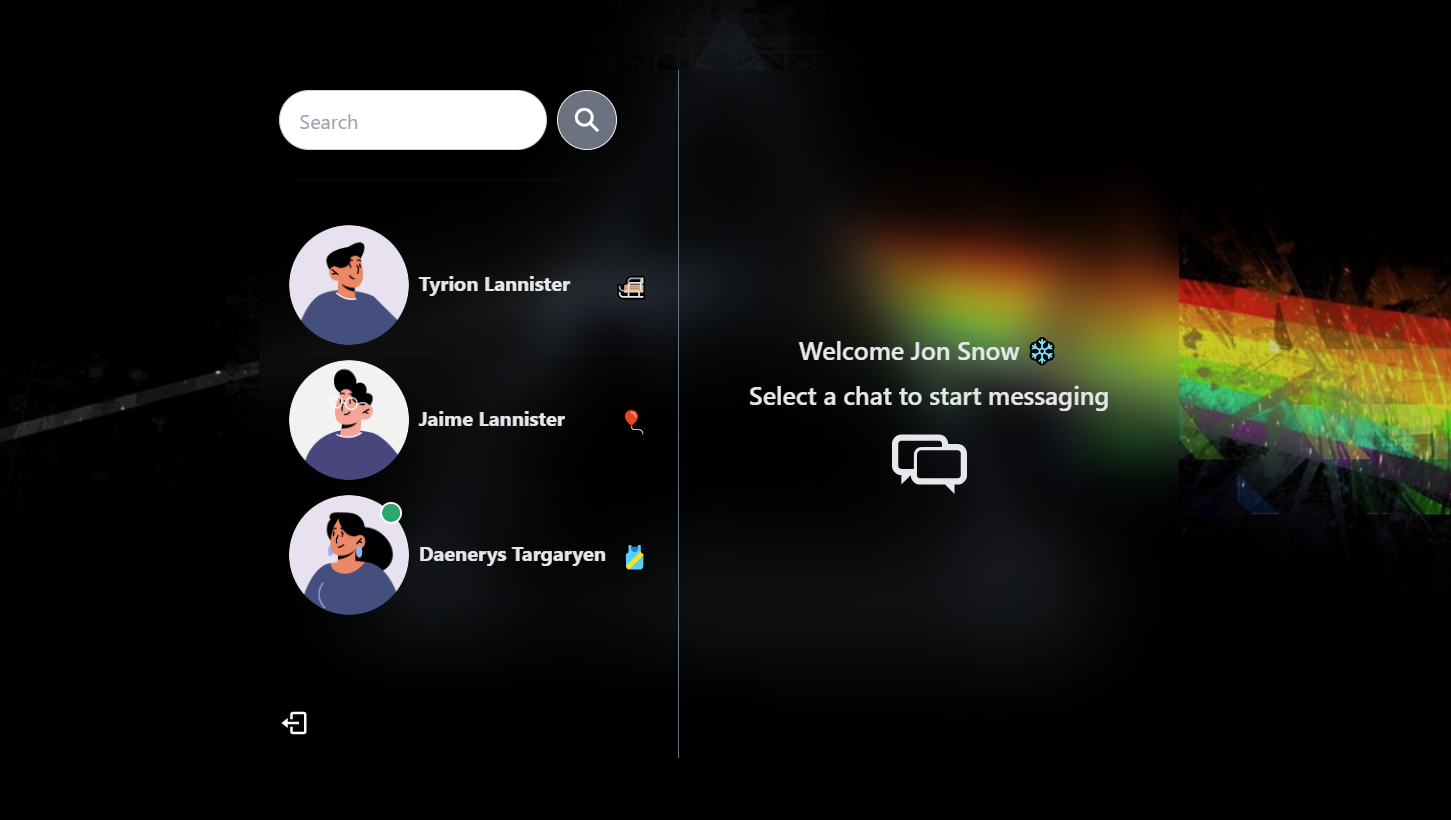 Search
Tyrion Lannister
Jaime Lannister
Daenerys Targaryen
Welcome Jon Snow ❄
Select a chat to start messaging